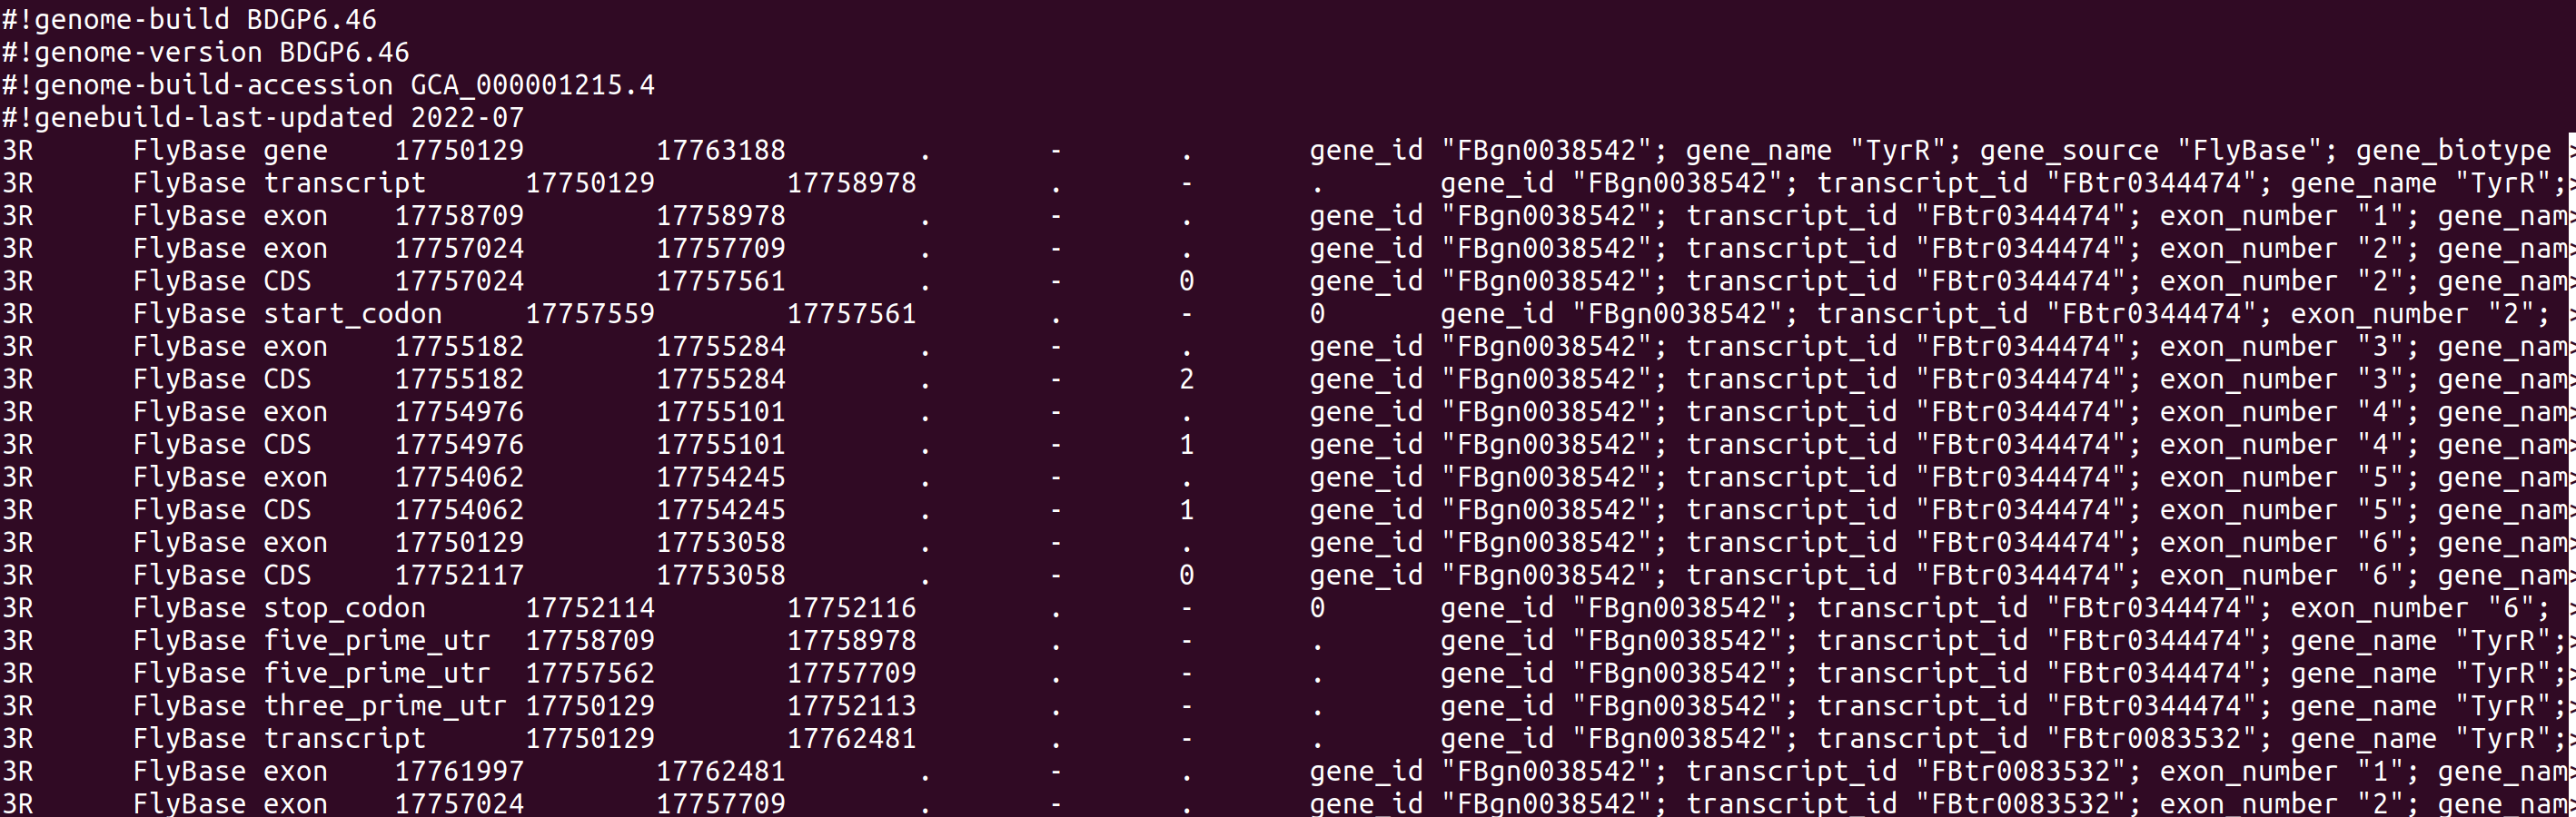 #!genome-build BDGP6.46
#!genome-version BDGP6.46
#!genome-build-accession GCA_000001215.4
#!genebuild-last-updated 2022-07
3R FlyBase gene 17750129 17763188 . - . gene_id "FBgn0038542"; gene_name "TyrR"; gene_source "FlyBase"; gene_biotype >
3R FlyBase transcript 17750129 17758978 . - . gene_id "FBgn0038542"; transcript_id "FBtr0344474"; gene_name "TyrR";>
3R FlyBase exon 17758709 17758978 . - . gene_id "FBgn0038542"; transcript_id "FBtr0344474"; exon_number "1"; gene_nam>
3R FlyBase exon 17757024 17757709 . - . gene_id "FBgn0038542"; transcript_id "FBtr0344474"; exon_number "2"; gene_nam>
3R FlyBase CDS 17757024 17757561 . - 0 gene_id "FBgn0038542"; transcript_id "FBtr0344474"; exon_number "2"; gene_nam>
3R FlyBase start_codon 17757559 17757561 . - 0 gene_id "FBgn0038542"; transcript_id "FBtr0344474"; exon_number "2"; >
3R FlyBase exon 17755182 17755284 . - . gene_id "FBgn0038542"; transcript_id "FBtr0344474"; exon_number "3"; gene_nam>
3R FlyBase CDS 17755182 17755284 . - 2 gene_id "FBgn0038542"; transcript_id "FBtr0344474"; exon_number "3"; gene_nam>
3R FlyBase exon 17754976 17755101 . - . gene_id "FBgn0038542"; transcript_id "FBtr0344474"; exon_number "4"; gene_nam>
3R FlyBase CDS 17754976 17755101 . - 1 gene_id "FBgn0038542"; transcript_id "FBtr0344474"; exon_number "4"; gene_nam>
3R FlyBase exon 17754062 17754245 . - . gene_id "FBgn0038542"; transcript_id "FBtr0344474"; exon_number "5"; gene_nam>
3R FlyBase CDS 17754062 17754245 . - 1 gene_id "FBgn0038542"; transcript_id "FBtr0344474"; exon_number "5"; gene_nam>
3R FlyBase exon 17750129 17753058 . - . gene_id "FBgn0038542"; transcript_id "FBtr0344474"; exon_number "6"; gene_nam>
3R FlyBase CDS 17752117 17753058 . - 0 gene_id "FBgn0038542"; transcript_id "FBtr0344474"; exon_number "6"; gene_nam>
3R FlyBase stop_codon 17752114 17752116 . - 0 gene_id "FBgn0038542"; transcript_id "FBtr0344474"; exon_number "6"; >
3R FlyBase five_prime_utr 17758709 17758978 . - . gene_id "FBgn0038542"; transcript_id "FBtr0344474"; gene_name "TyrR";>
3R FlyBase five_prime_utr 17757562 17757709 . - . gene_id "FBgn0038542"; transcript_id "FBtr0344474"; gene_name "TyrR";>
3R FlyBase three_prime_utr 17750129 17752113 . - . gene_id "FBgn0038542"; transcript_id "FBtr0344474"; gene_name "TyrR";>
3R FlyBase transcript 17750129 17762481 . - . gene_id "FBgn0038542"; transcript_id "FBtr0083532"; gene_name "TyrR";>
3R FlyBase exon 17761997 17762481 . - . gene_id "FBgn0038542"; transcript_id "FBtr0083532"; exon_number "1"; gene_nam>
3R FlyBase exon 17757024 17757709 . - . gene_id "FBgn0038542"; transcript_id "FBtr0083532"; exon_number "2"; gene_nam>